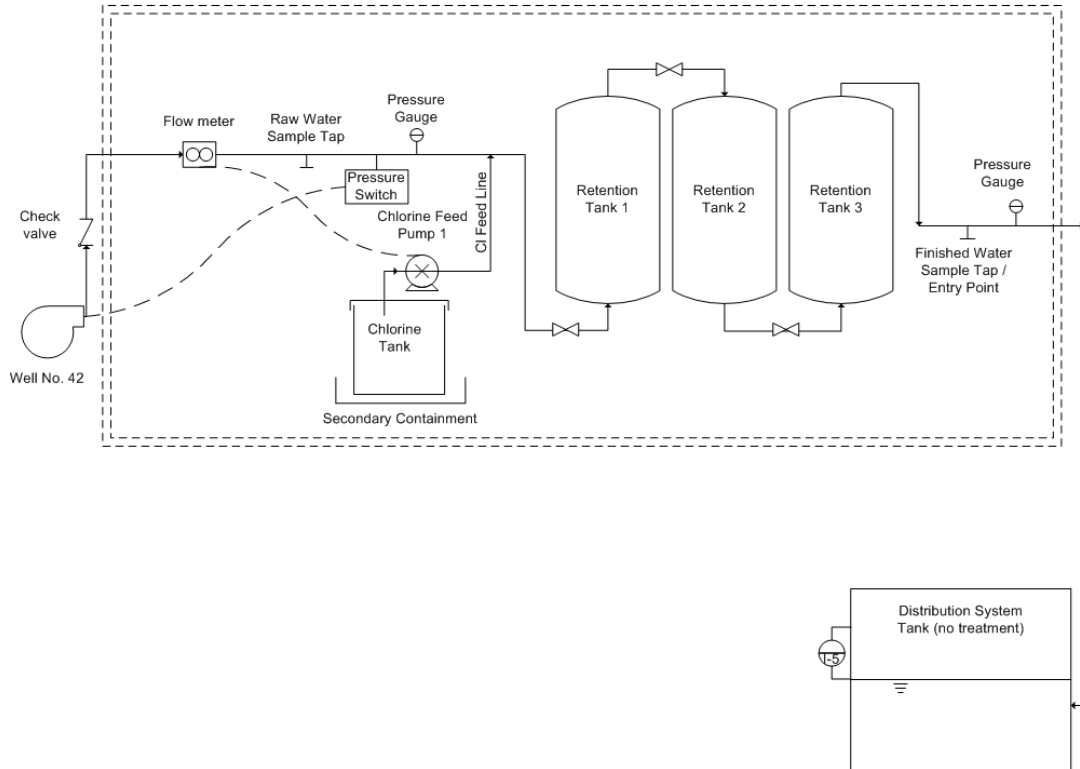 Flow meter
Raw Water
Sample Tap
Pressure
Gauge
Pressure
Switch
Check
valve
Chlorine Feed
Pump 1
Cl Feed Line
Chlorine
Tank
Secondary Containment
Well No. 42
Retention
Tank 1
Retention
Tank 2
Retention
Tank 3
Pressure
Gauge
Finished Water
Sample Tap /
Entry Point
Distribution System
Tank (no treatment)
I-5